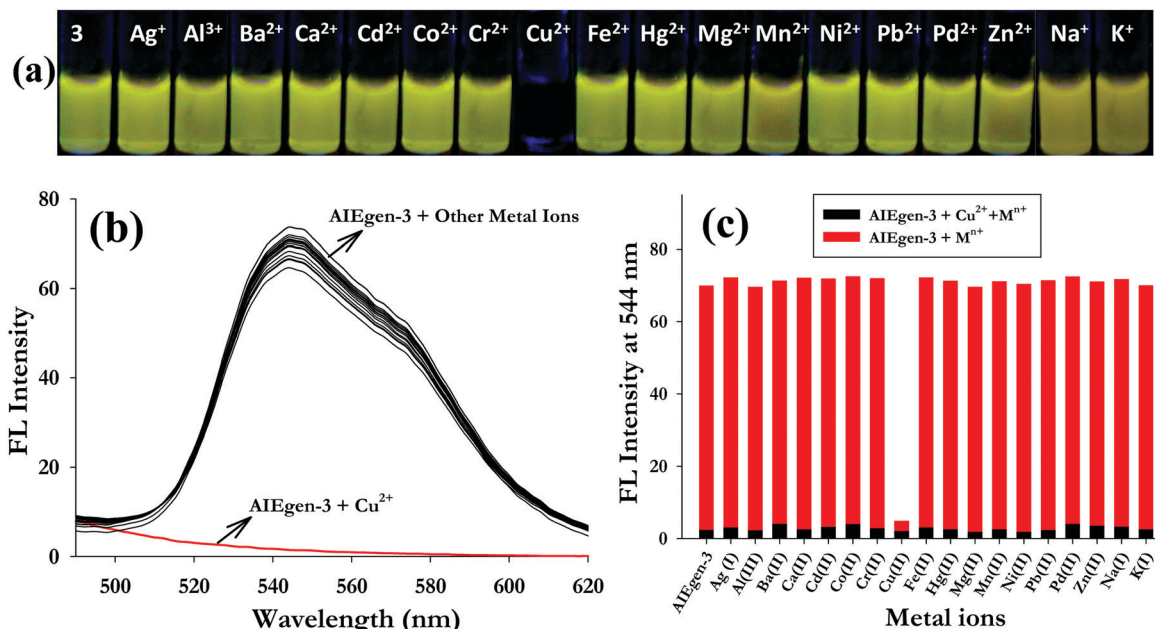 (a)
3 Ag⁺ Al³⁺ Ba²⁺ Ca²⁺ Cd²⁺ Co²⁺ Cr²⁺ Cu²⁺ Fe²⁺ Hg²⁺ Mg²⁺ Mn²⁺ Ni²⁺ Pb²⁺ Pd²⁺ Zn²⁺ Na⁺ K⁺
(b)
AIEgen-3 + Other Metal Ions
AIEgen-3 + Cu²⁺
FL Intensity
80
60
40
20
0
500 520 540 560 580 600 620
Wavelength (nm)
(c)
AIEgen-3 + Cu²⁺+Mⁿ⁺
AIEgen-3 + Mⁿ⁺
FL Intensity at 544 nm
80
60
40
20
0
AIEgen-3
Ag (I)
Al(III)
Ba(II)
Ca(II)
Cd(II)
Co(II)
Cr(II)
Cu(II)
Fe(II)
Hg(II)
Mg(II)
Mn(II)
Ni(II)
Pb(II)
Pd(II)
Zn(II)
Na(I)
K(I)
Metal ions